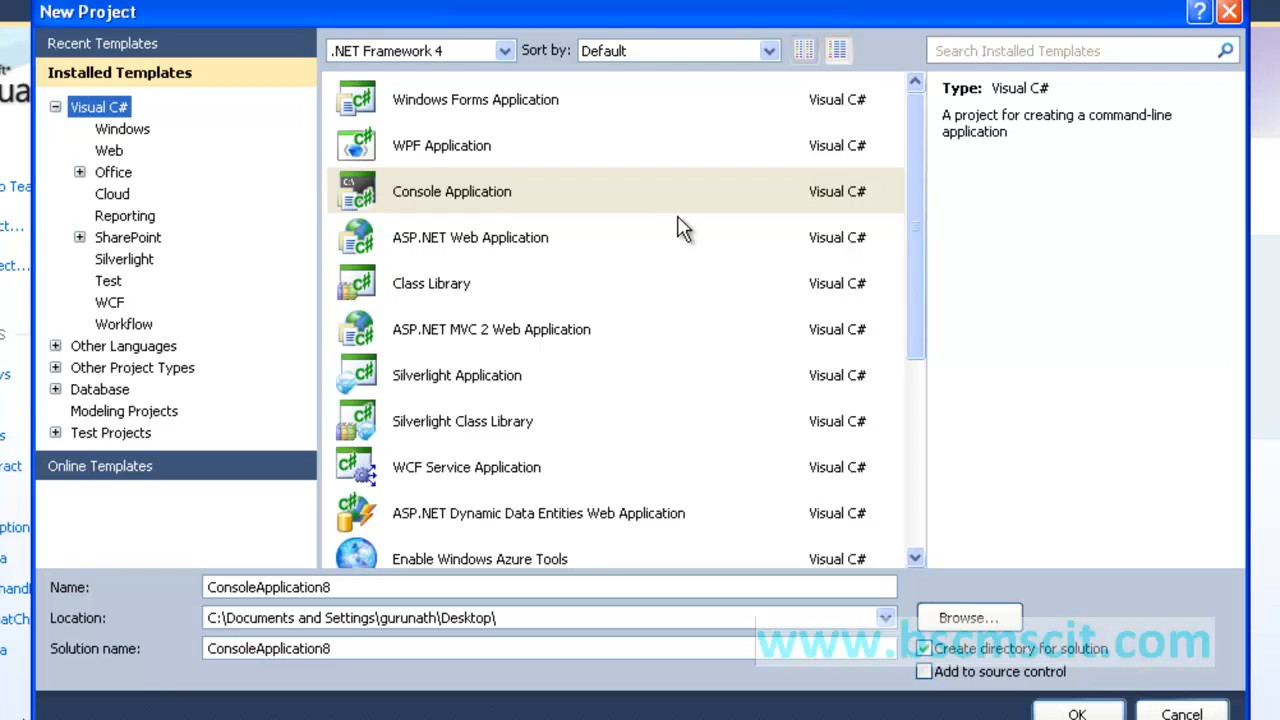 New Project
Recent Templates
.NET Framework 4
Sort by:
Default
Search Installed Templates
Installed Templates
Visual C#
Windows
Web
Office
Cloud
Reporting
SharePoint
Silverlight
Test
WCF
Workflow
Other Languages
Other Project Types
Database
Modeling Projects
Test Projects
Online Templates
Windows Forms Application Visual C#
WPF Application Visual C#
Console Application Visual C#
ASP.NET Web Application Visual C#
Class Library Visual C#
ASP.NET MVC 2 Web Application Visual C#
Silverlight Application Visual C#
Silverlight Class Library Visual C#
WCF Service Application Visual C#
ASP.NET Dynamic Data Entities Web Application Visual C#
Enable Windows Azure Tools Visual C#
Type: Visual C#
A project for creating a command-line
application
Name: ConsoleApplication8
Location: C:\Documents and Settings\gurunath\Desktop\
Browse...
Solution name: ConsoleApplication8
Create directory for solution
Add to source control
www.bscmscit.com
OK
Cancel